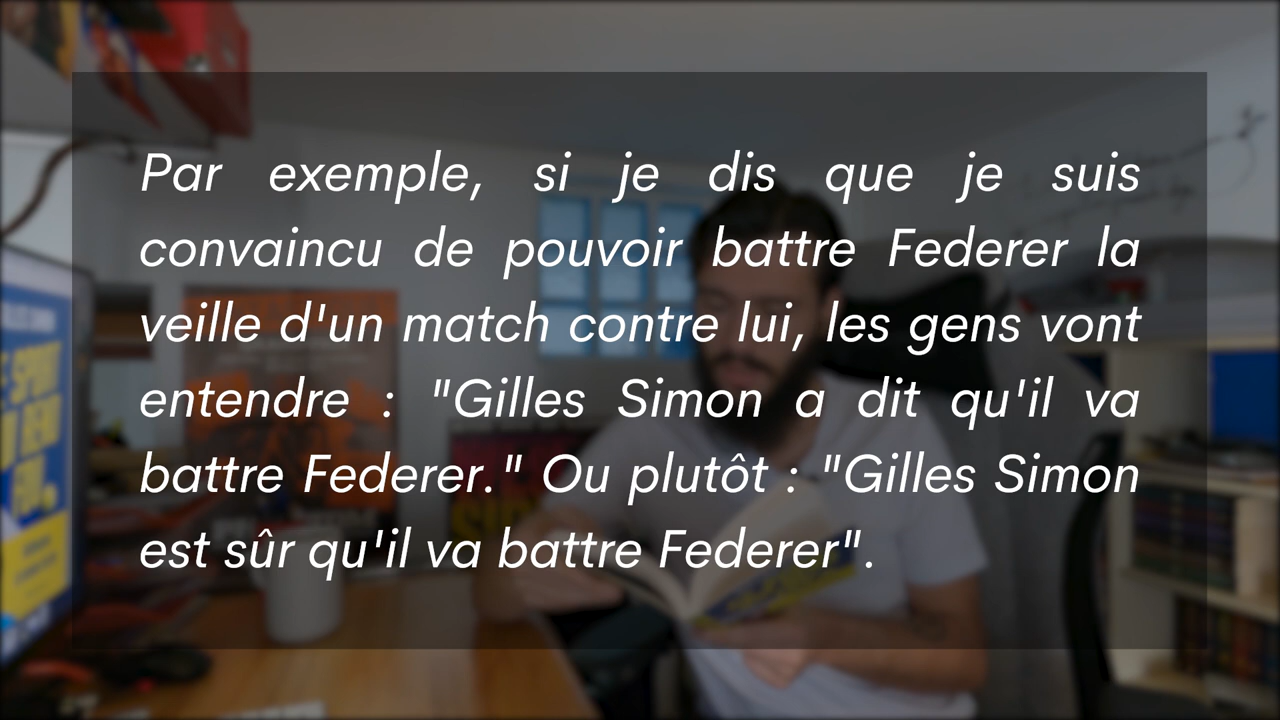 Par exemple, si je dis que je suis
convaincu de pouvoir battre Federer la
veille d'un match contre lui, les gens vont
entendre : "Gilles Simon a dit qu'il va
battre Federer." Ou plutôt : "Gilles Simon
est sûr qu'il va battre Federer".